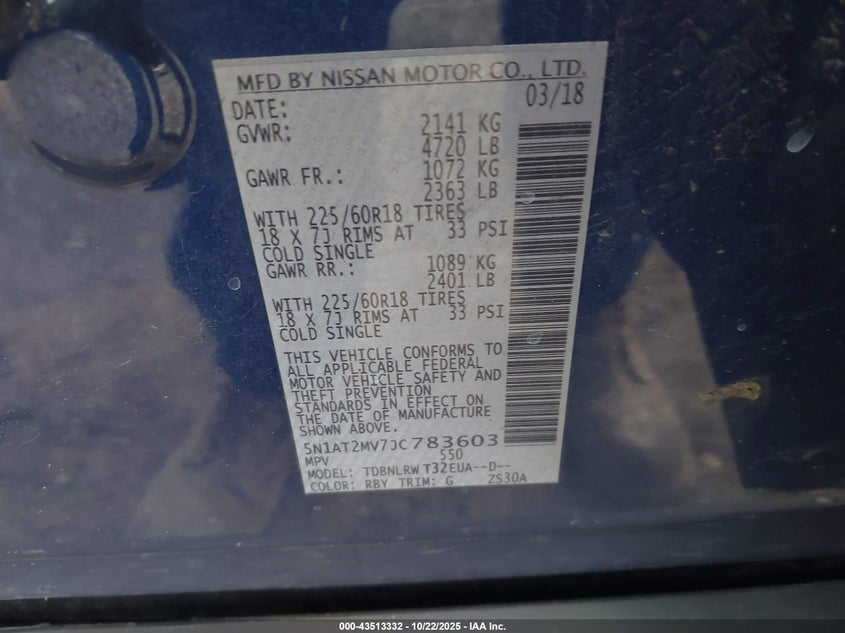 MFD BY NISSAN MOTOR CO., LTD.
DATE: 03/18
GVWR: 2141 KG
4720 LB
GAWR FR.: 1072 KG
2363 LB
WITH 225/60R18 TIRES
18 X 7J RIMS AT 33 PSI
COLD SINGLE
GAWR RR.: 1089 KG
2401 LB
WITH 225/60R18 TIRES
18 X 7J RIMS AT 33 PSI
COLD SINGLE
THIS VEHICLE CONFORMS TO
ALL APPLICABLE FEDERAL
MOTOR VEHICLE SAFETY AND
THEFT PREVENTION
STANDARDS IN EFFECT ON
THE DATE OF MANUFACTURE
SHOWN ABOVE.
5N1AT2MV7JC783603
MPV 550
MODEL: TDBNLRW T32EUA--D--
COLOR: RBY TRIM: G ZS30A
000-43513332 - 10/22/2025 - IAA Inc.